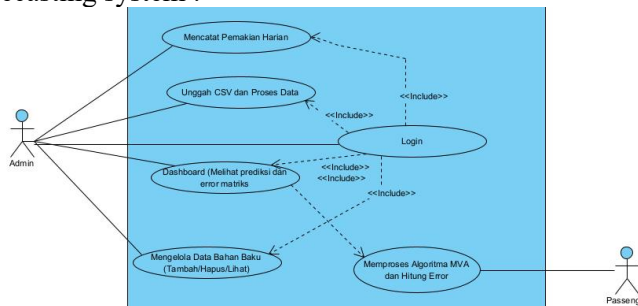 Mencatat Pemakian Harian
<<Include>>
Unggah CSV dan Proses Data
<<Include>>
Login
Admin
<<Include>>
<<Include>>
Dashboard (Melihat prediksi dan
error matriks
<<Include>>
Mengelola Data Bahan Baku
(Tambah/Hapus/Lihat)
Memproses Algoritma MVA
dan Hitung Error